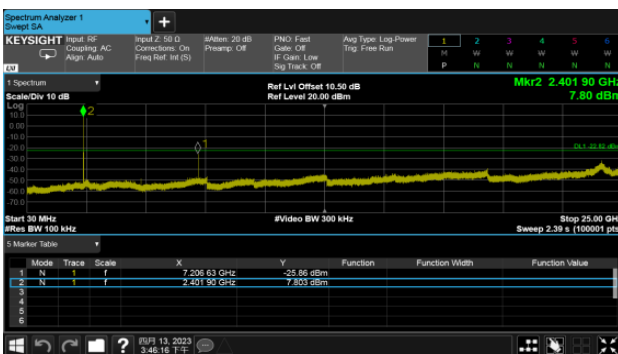 Spectrum Analyzer 1
Swept SA
KEYSIGHT
Input: RF
Coupling: AC
Align: Auto
Input Z: 50 Ω
Corrections: On
Freq Ref: Int (S)
#Atten: 20 dB
Preamp: Off
PNO: Fast
Gate: Off
IF Gain: Low
Sig Track: Off
Avg Type: Log-Power
Trig: Free Run
1 2 3 4 5 6
M W W W W W
P N N N N N
LXI
1 Spectrum
Scale/Div 10 dB
Ref Lvl Offset 10.50 dB
Ref Level 20.00 dBm
Mkr2 2.401 90 GHz
7.80 dBm
Log
10.0
0.00
-10.0
-20.0
-30.0
-40.0
-50.0
-60.0
-70.0
2
1
DL1 -22.82 dBm
Start 30 MHz
#Res BW 100 kHz
#Video BW 300 kHz
Stop 25.00 GHz
Sweep 2.39 s (100001 pts)
5 Marker Table
Mode Trace Scale X Y Function Function Width Function Value
1 N 1 f 7.206 63 GHz -25.86 dBm
2 N 1 f 2.401 90 GHz 7.803 dBm
3
4
5
6
?
四月 13, 2023
3:46:16 下午